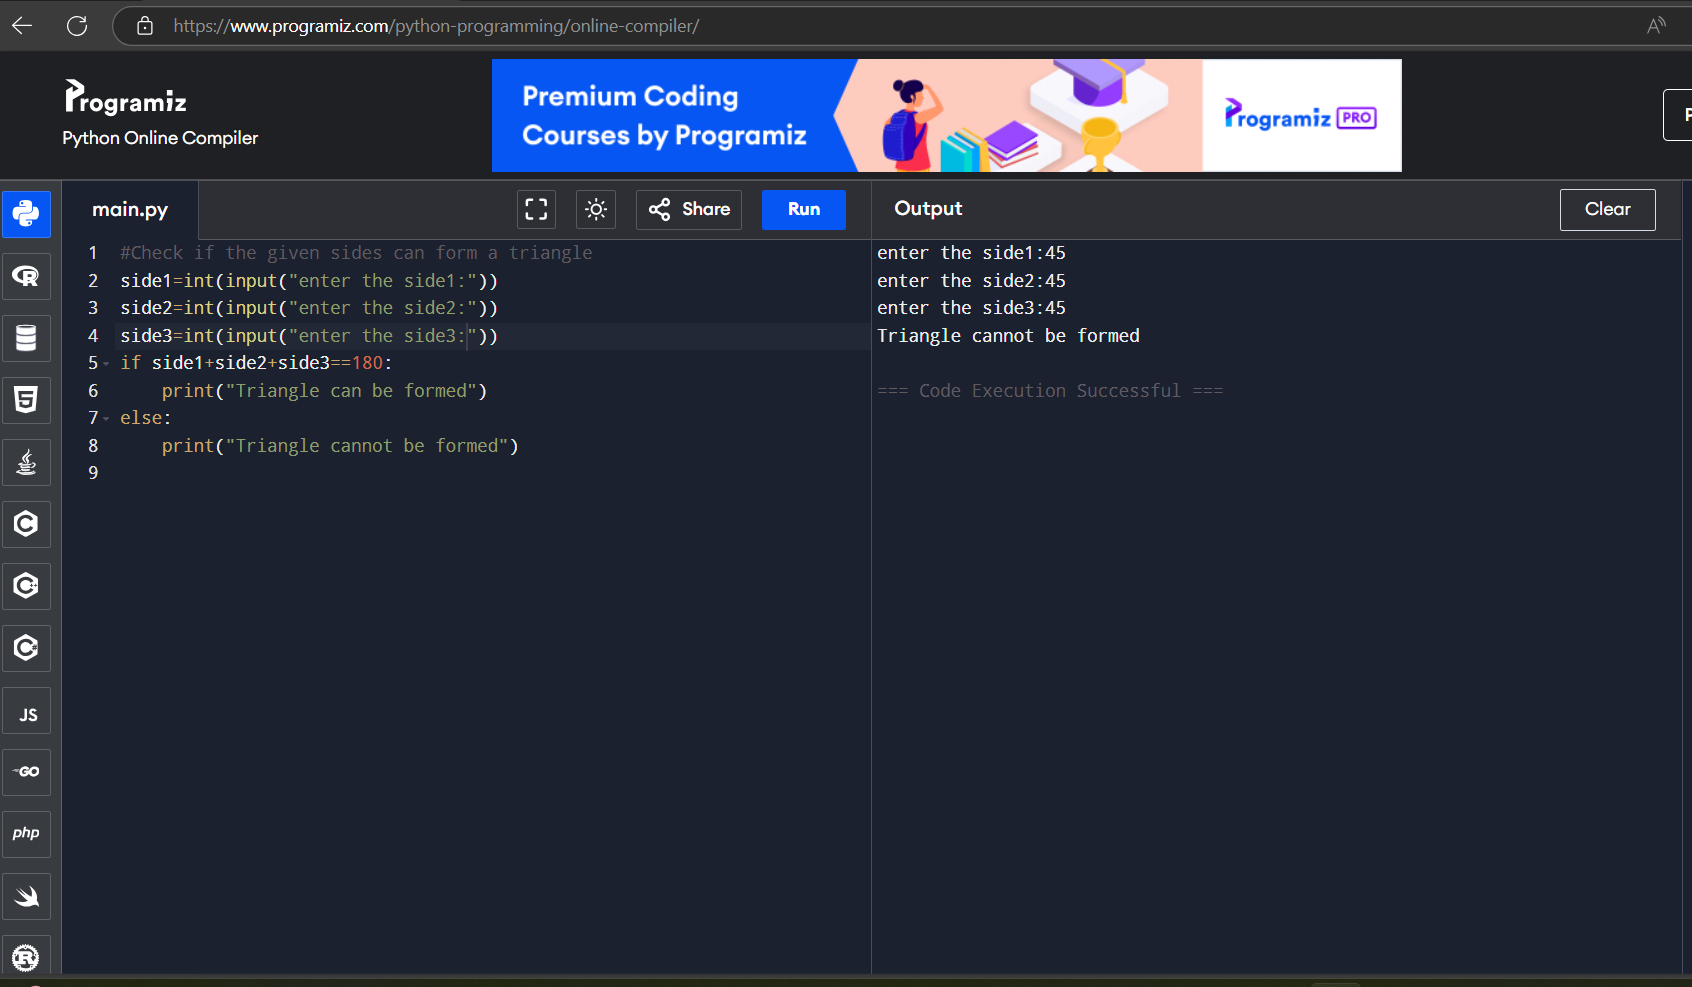 https://www.programiz.com/python-programming/online-compiler/
Programiz
Python Online Compiler
Premium Coding
Courses by Programiz
Programiz PRO
P
main.py
Share
Run
Output
Clear
1 #Check if the given sides can form a triangle
2 side1=int(input("enter the side1:"))
3 side2=int(input("enter the side2:"))
4 side3=int(input("enter the side3:"))
5 if side1+side2+side3==180:
6     print("Triangle can be formed")
7 else:
8     print("Triangle cannot be formed")
9
enter the side1:45
enter the side2:45
enter the side3:45
Triangle cannot be formed
=== Code Execution Successful ===
R
5
C
C
C
JS
GO
php
R